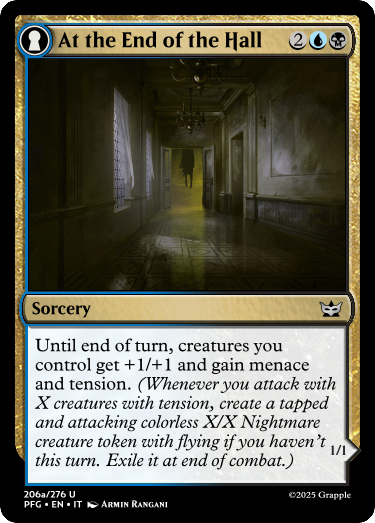 At the End of the Hall 2
Sorcery
Until end of turn, creatures you
control get +1/+1 and gain menace
and tension. (Whenever you attack with
X creatures with tension, create a tapped
and attacking colorless X/X Nightmare
creature token with flying if you haven't
this turn. Exile it at end of combat.)
1/1
206a/276 U
PFG • EN • IT Armin Rangani
©2025 Grapple